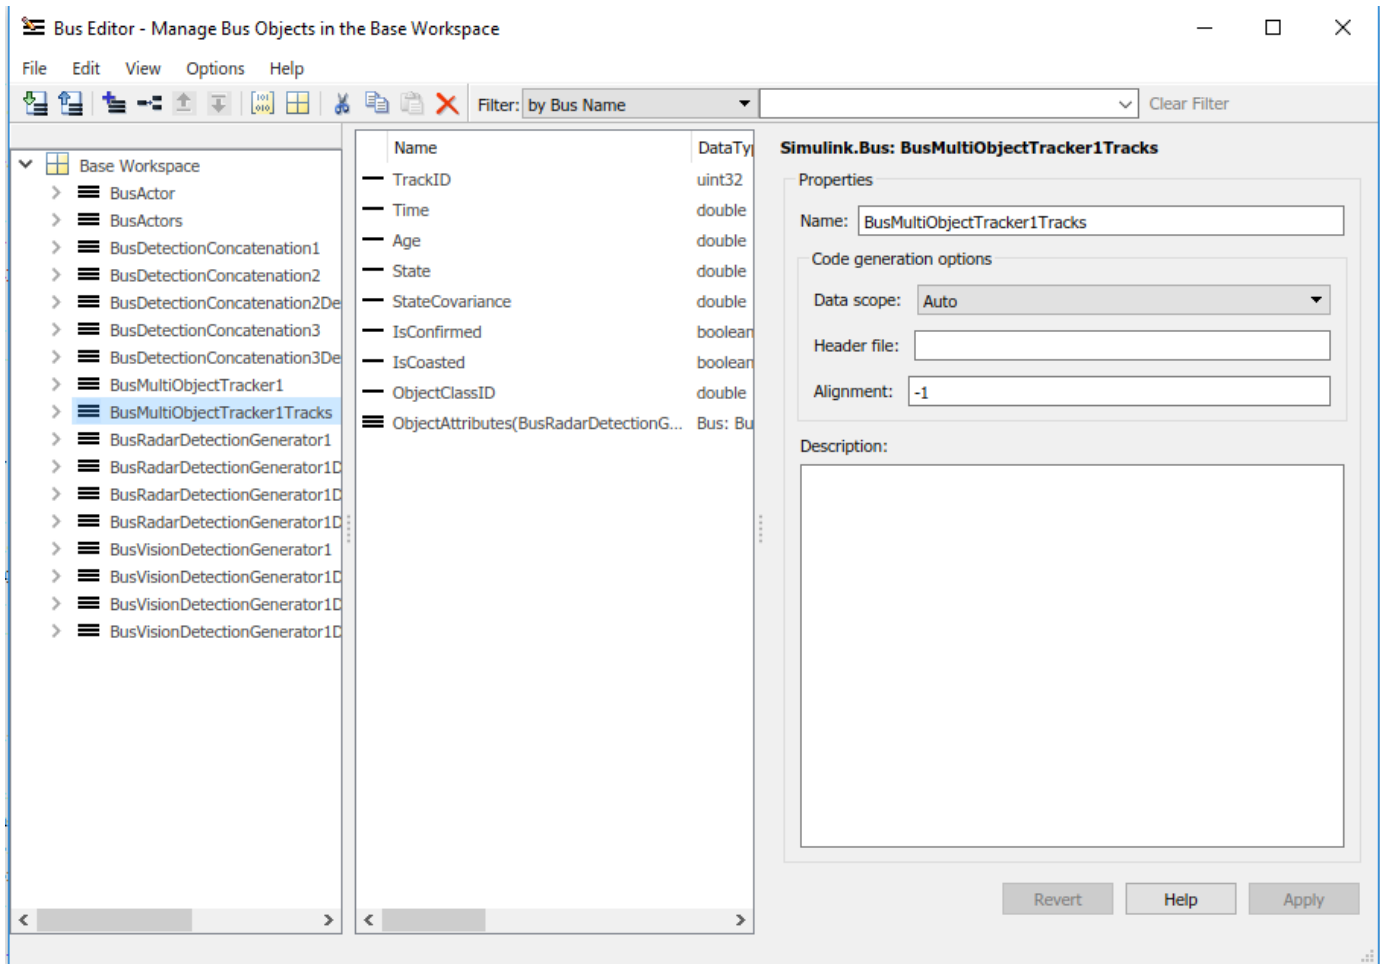 Bus Editor - Manage Bus Objects in the Base Workspace
File Edit View Options Help
Filter: by Bus Name Clear Filter
Base Workspace
BusActor
BusActors
BusDetectionConcatenation1
BusDetectionConcatenation2
BusDetectionConcatenation2De
BusDetectionConcatenation3
BusDetectionConcatenation3De
BusMultiObjectTracker1
BusMultiObjectTracker1Tracks
BusRadarDetectionGenerator1
BusRadarDetectionGenerator1D
BusRadarDetectionGenerator1D
BusRadarDetectionGenerator1D
BusVisionDetectionGenerator1
BusVisionDetectionGenerator1D
BusVisionDetectionGenerator1D
BusVisionDetectionGenerator1D
Name DataTy
TrackID uint32
Time double
Age double
State double
StateCovariance double
IsConfirmed boolean
IsCoasted boolean
ObjectClassID double
ObjectAttributes(BusRadarDetectionG... Bus: Bu
Simulink.Bus: BusMultiObjectTracker1Tracks
Properties
Name: BusMultiObjectTracker1Tracks
Code generation options
Data scope: Auto
Header file:
Alignment: -1
Description:
Revert Help Apply